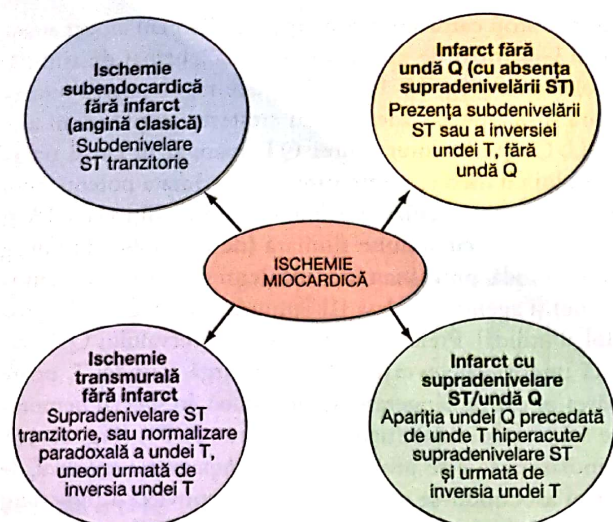 Ischemie
subendocardică
fără infarct
(angină clasică)
Subdenivelare
ST tranzitorie
Infarct fără
undă Q (cu absența
supradenivelării ST)
Prezența subdenivelării
ST sau a inversiei
undei T, fără
undă Q
ISCHEMIE
MIOCARDICĂ
Ischemie
transmurală
fără infarct
Supradenivelare ST
tranzitorie, sau normalizare
paradoxală a undei T,
uneori urmată de
inversia undei T
Infarct cu
supradenivelare
ST/undă Q
Apariția undei Q precedată
de unde T hiperacute/
supradenivelare ST
și urmată de
inversia undei T